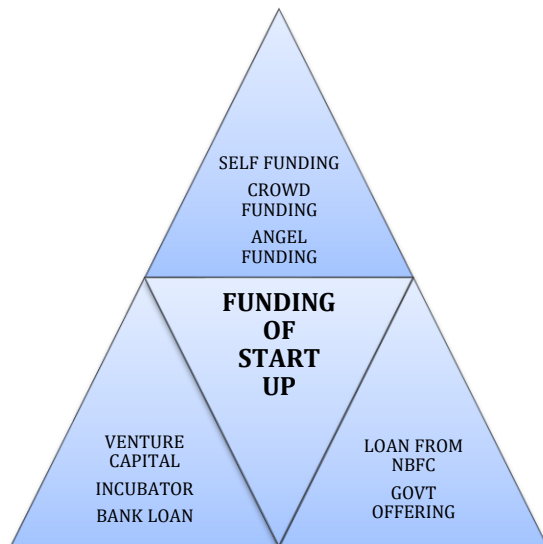 SELF FUNDING
CROWD
FUNDING
ANGEL
FUNDING
FUNDING
OF
START
UP
VENTURE
CAPITAL
INCUBATOR
BANK LOAN
LOAN FROM
NBFC
GOVT
OFFERING